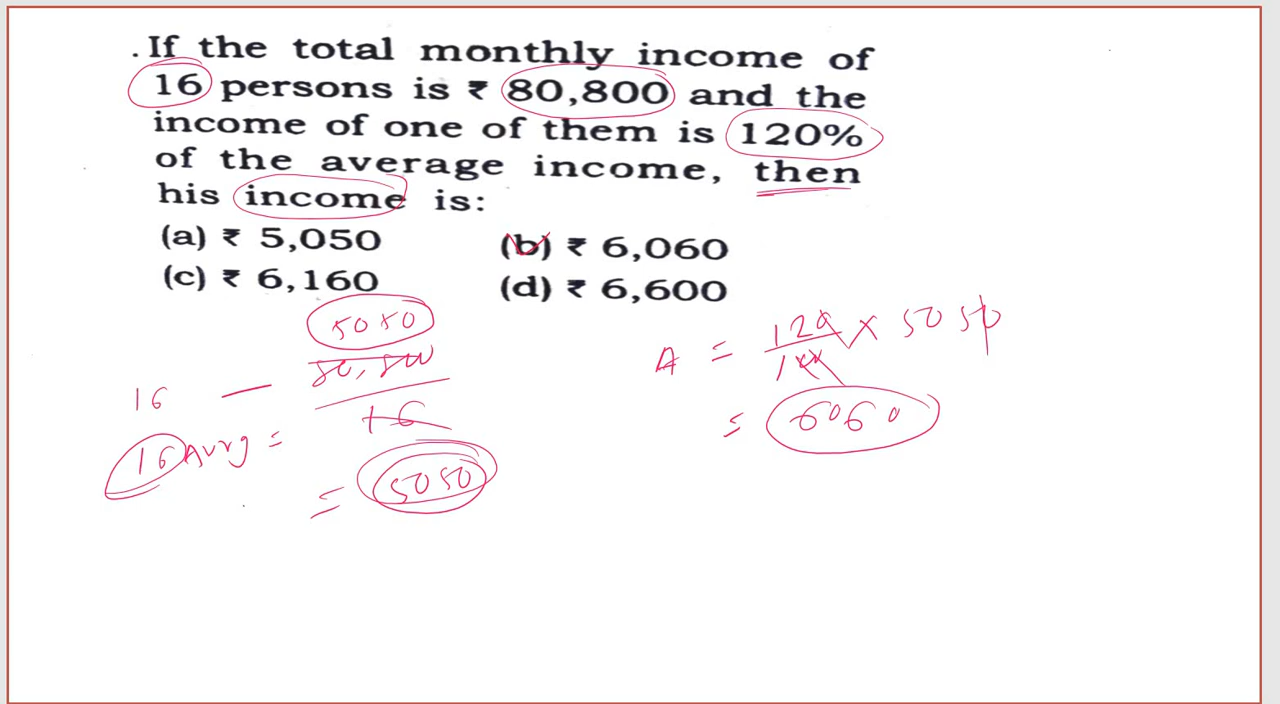 . If the total monthly income of
16 persons is ₹ 80,800 and the
income of one of them is 120%
of the average income, then
his income is:
(a) ₹ 5,050 (b) ₹ 6,060
(c) ₹ 6,160 (d) ₹ 6,600
5050
16 — 80,800
16
16 Avrg =
= 5050
A = 120/100 × 5050
= 6060